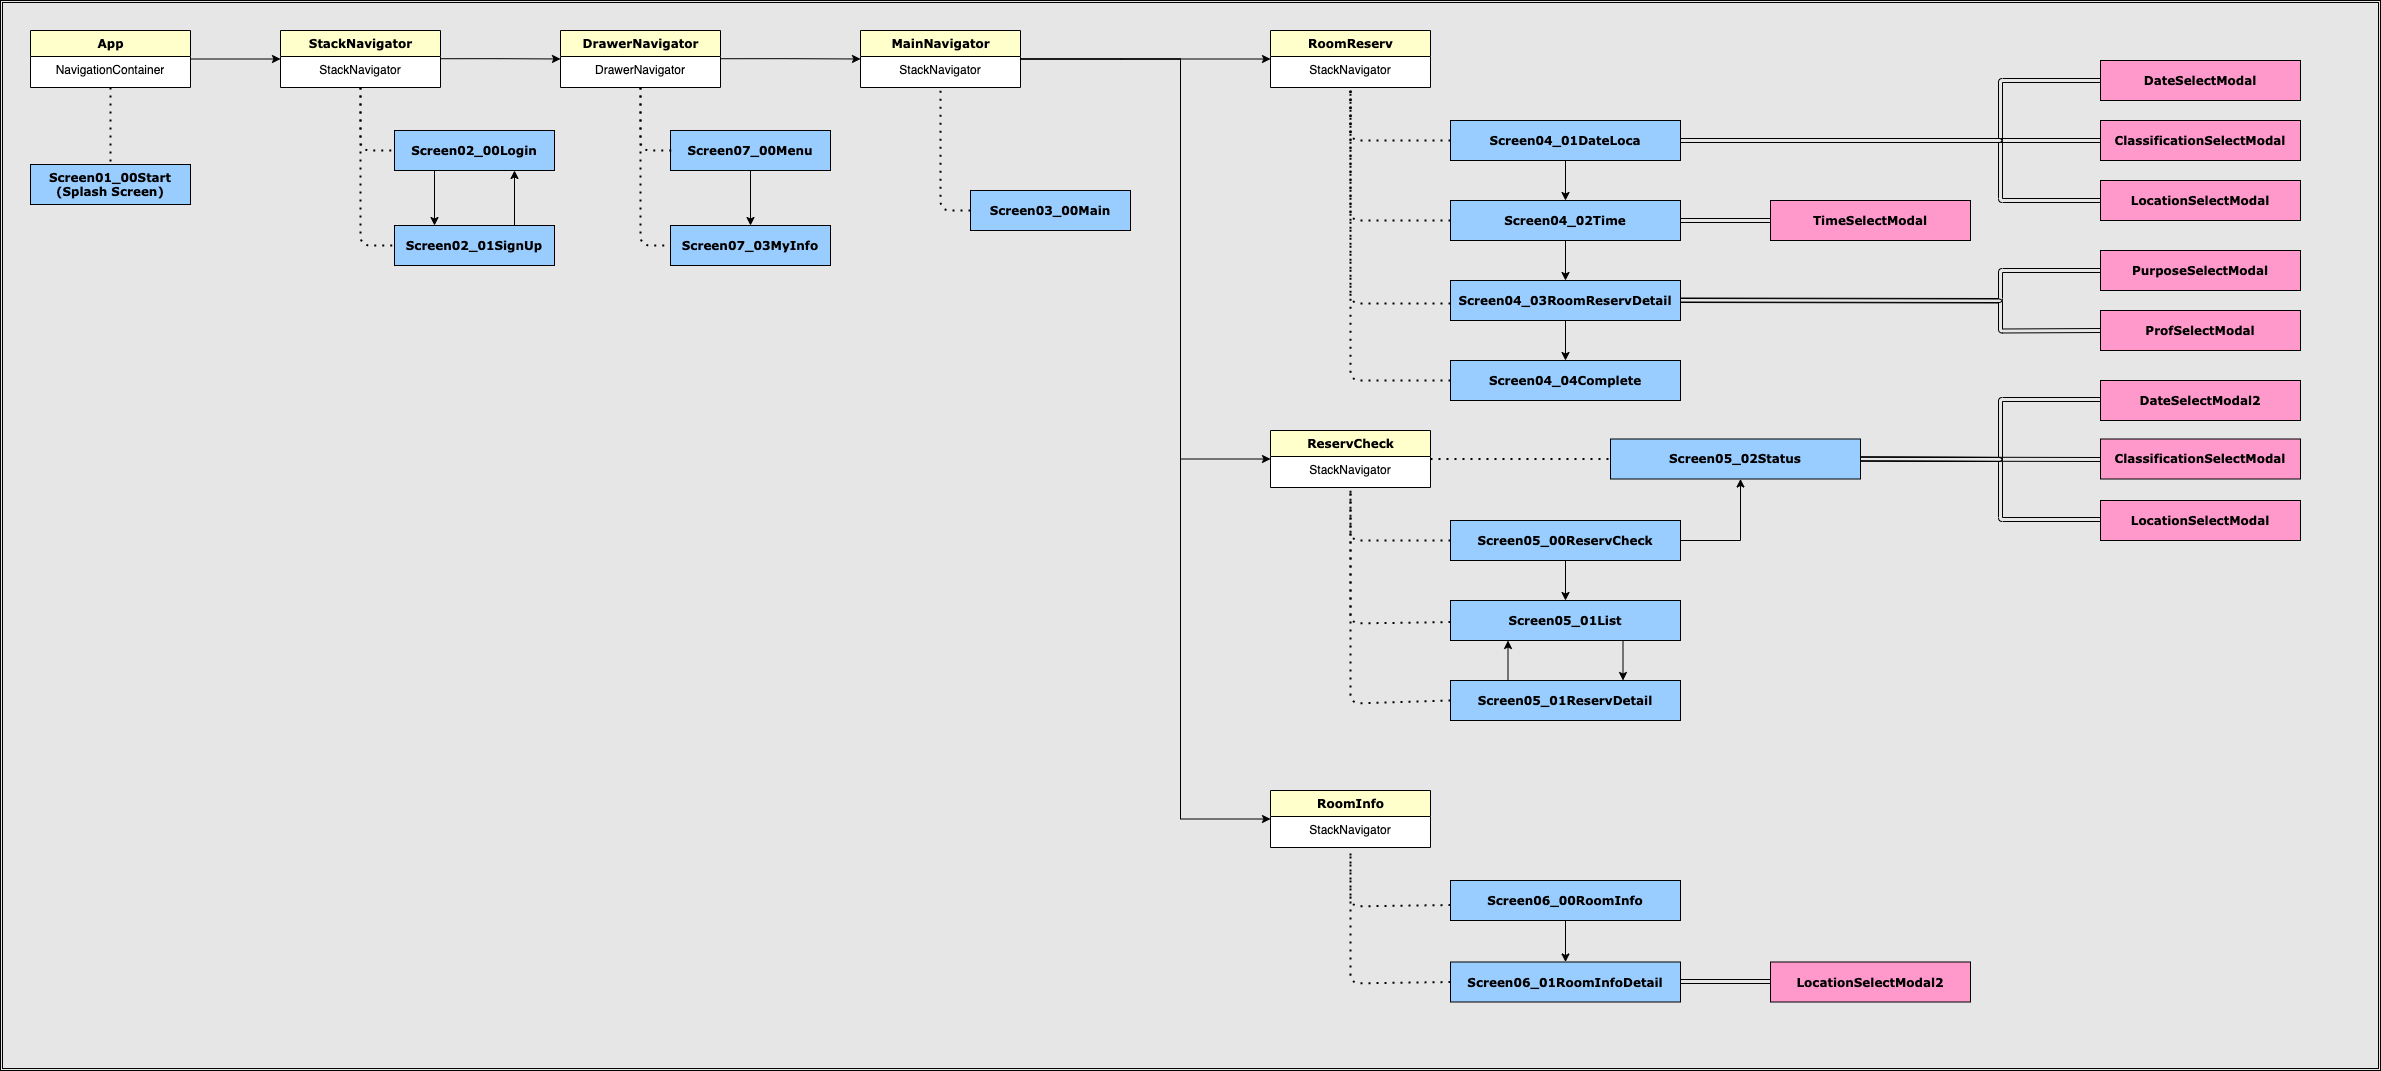 App
NavigationContainer
Screen01_00Start
(Splash Screen)
StackNavigator
StackNavigator
Screen02_00Login
Screen02_01SignUp
DrawerNavigator
DrawerNavigator
Screen07_00Menu
Screen07_03MyInfo
MainNavigator
StackNavigator
Screen03_00Main
RoomReserv
StackNavigator
Screen04_01DateLoca
Screen04_02Time
Screen04_03RoomReservDetail
Screen04_04Complete
DateSelectModal
ClassificationSelectModal
LocationSelectModal
TimeSelectModal
PurposeSelectModal
ProfSelectModal
ReservCheck
StackNavigator
Screen05_02Status
Screen05_00ReservCheck
Screen05_01List
Screen05_01ReservDetail
DateSelectModal2
ClassificationSelectModal
LocationSelectModal
RoomInfo
StackNavigator
Screen06_00RoomInfo
Screen06_01RoomInfoDetail
LocationSelectModal2